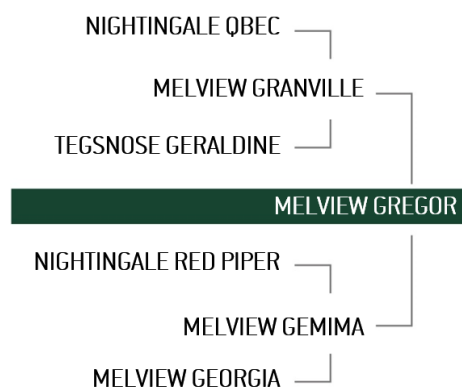 NIGHTINGALE QBEC
MELVIEW GRANVILLE
TEGSNOSE GERALDINE
MELVIEW GREGOR
NIGHTINGALE RED PIPER
MELVIEW GEMIMA
MELVIEW GEORGIA